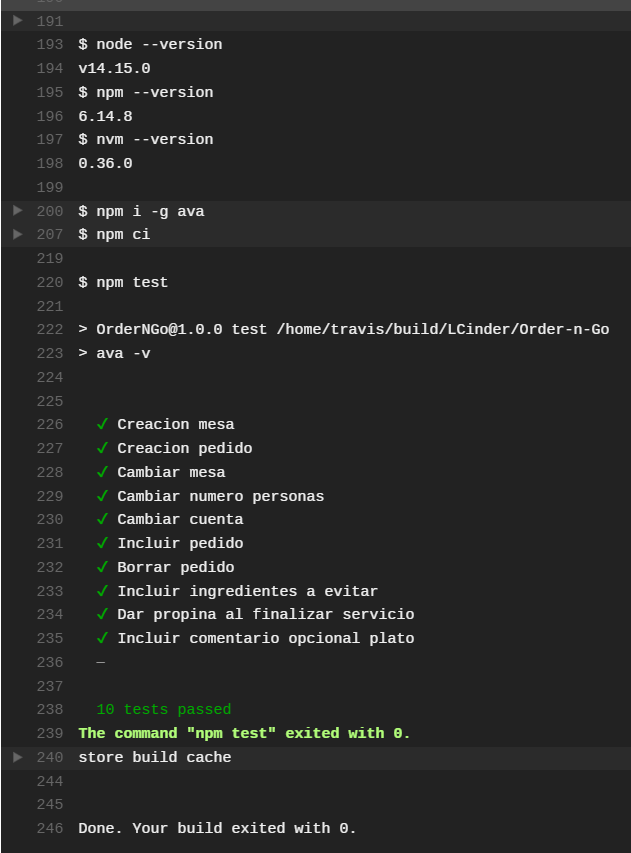 191
193 $ node --version
194 v14.15.0
195 $ npm --version
196 6.14.8
197 $ nvm --version
198 0.36.0
199
200 $ npm i -g ava
207 $ npm ci
219
220 $ npm test
221
222 > OrderNGo@1.0.0 test /home/travis/build/LCinder/Order-n-Go
223 > ava -v
224
225
226 ✓ Creacion mesa
227 ✓ Creacion pedido
228 ✓ Cambiar mesa
229 ✓ Cambiar numero personas
230 ✓ Cambiar cuenta
231 ✓ Incluir pedido
232 ✓ Borrar pedido
233 ✓ Incluir ingredientes a evitar
234 ✓ Dar propina al finalizar servicio
235 ✓ Incluir comentario opcional plato
236 ─
237
238 10 tests passed
239 The command "npm test" exited with 0.
240 store build cache
244
245
246 Done. Your build exited with 0.